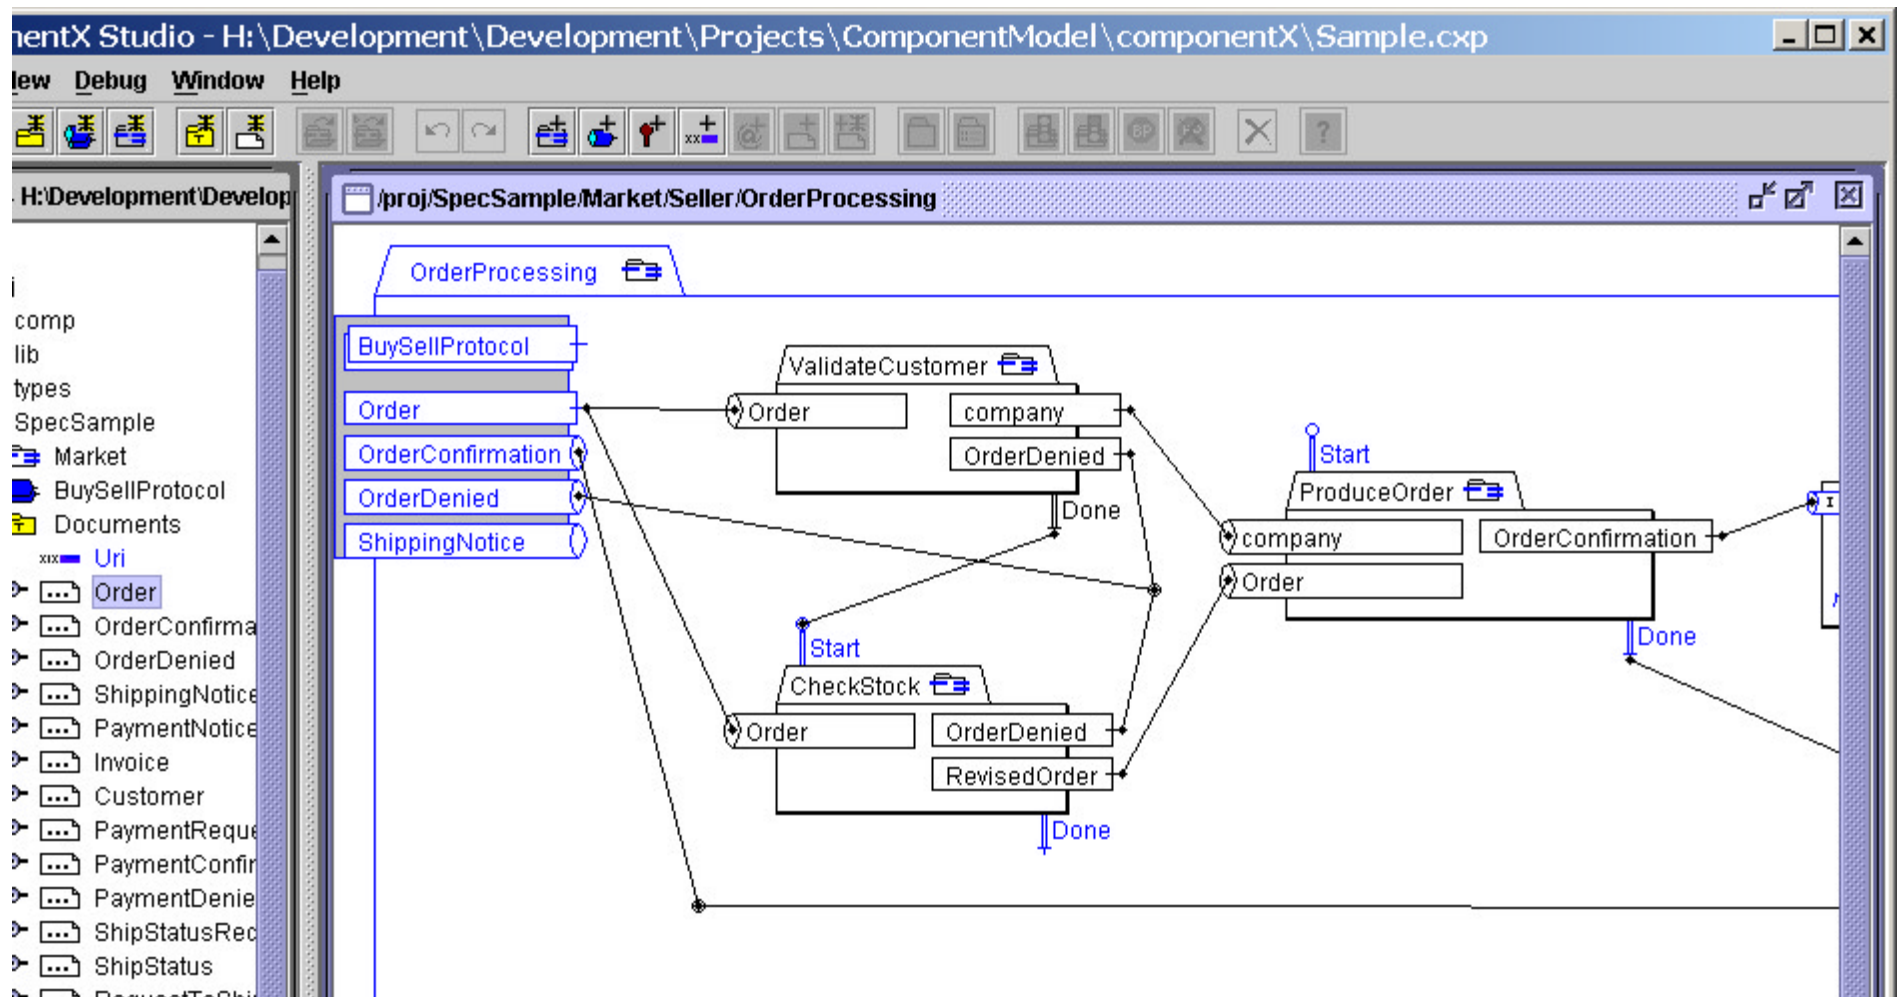 nentX Studio - H:\Development\Development\Projects\ComponentModel\componentX\Sample.cxp
iew Debug Window Help
H:\Development\Develop
/proj/SpecSample/Market/Seller/OrderProcessing
comp
lib
types
SpecSample
Market
BuySellProtocol
Documents
xix Uri
Order
OrderConfirma
OrderDenied
ShippingNotice
PaymentNotice
Invoice
Customer
PaymentReque
PaymentConfir
PaymentDenie
ShipStatusRec
ShipStatus
RequestToShi
OrderProcessing
BuySellProtocol
Order
OrderConfirmation
OrderDenied
ShippingNotice
ValidateCustomer
Order
company
OrderDenied
Done
Start
CheckStock
Order
OrderDenied
RevisedOrder
Done
Start
ProduceOrder
company
OrderConfirmation
Order
Done